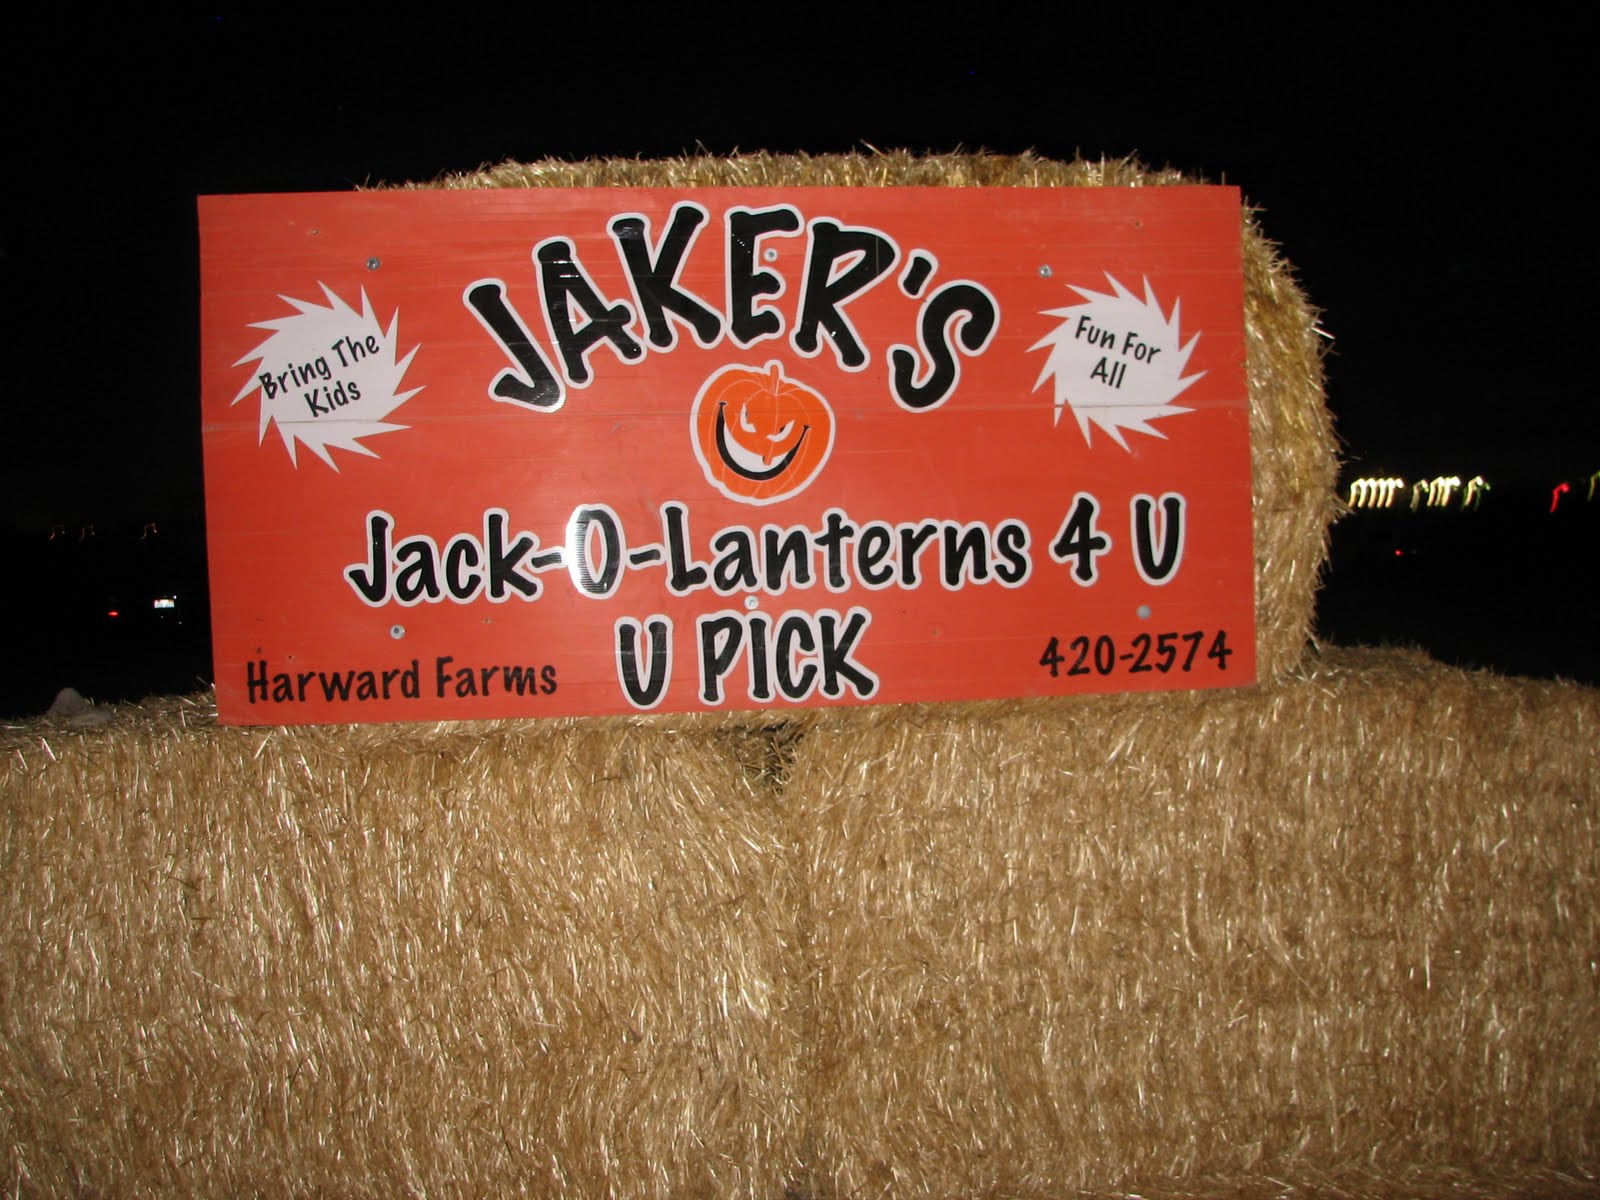 JAKER'S
Bring The
Kids
Fun For
All
Jack-O-Lanterns 4 U
U PICK
Harward Farms
420-2574